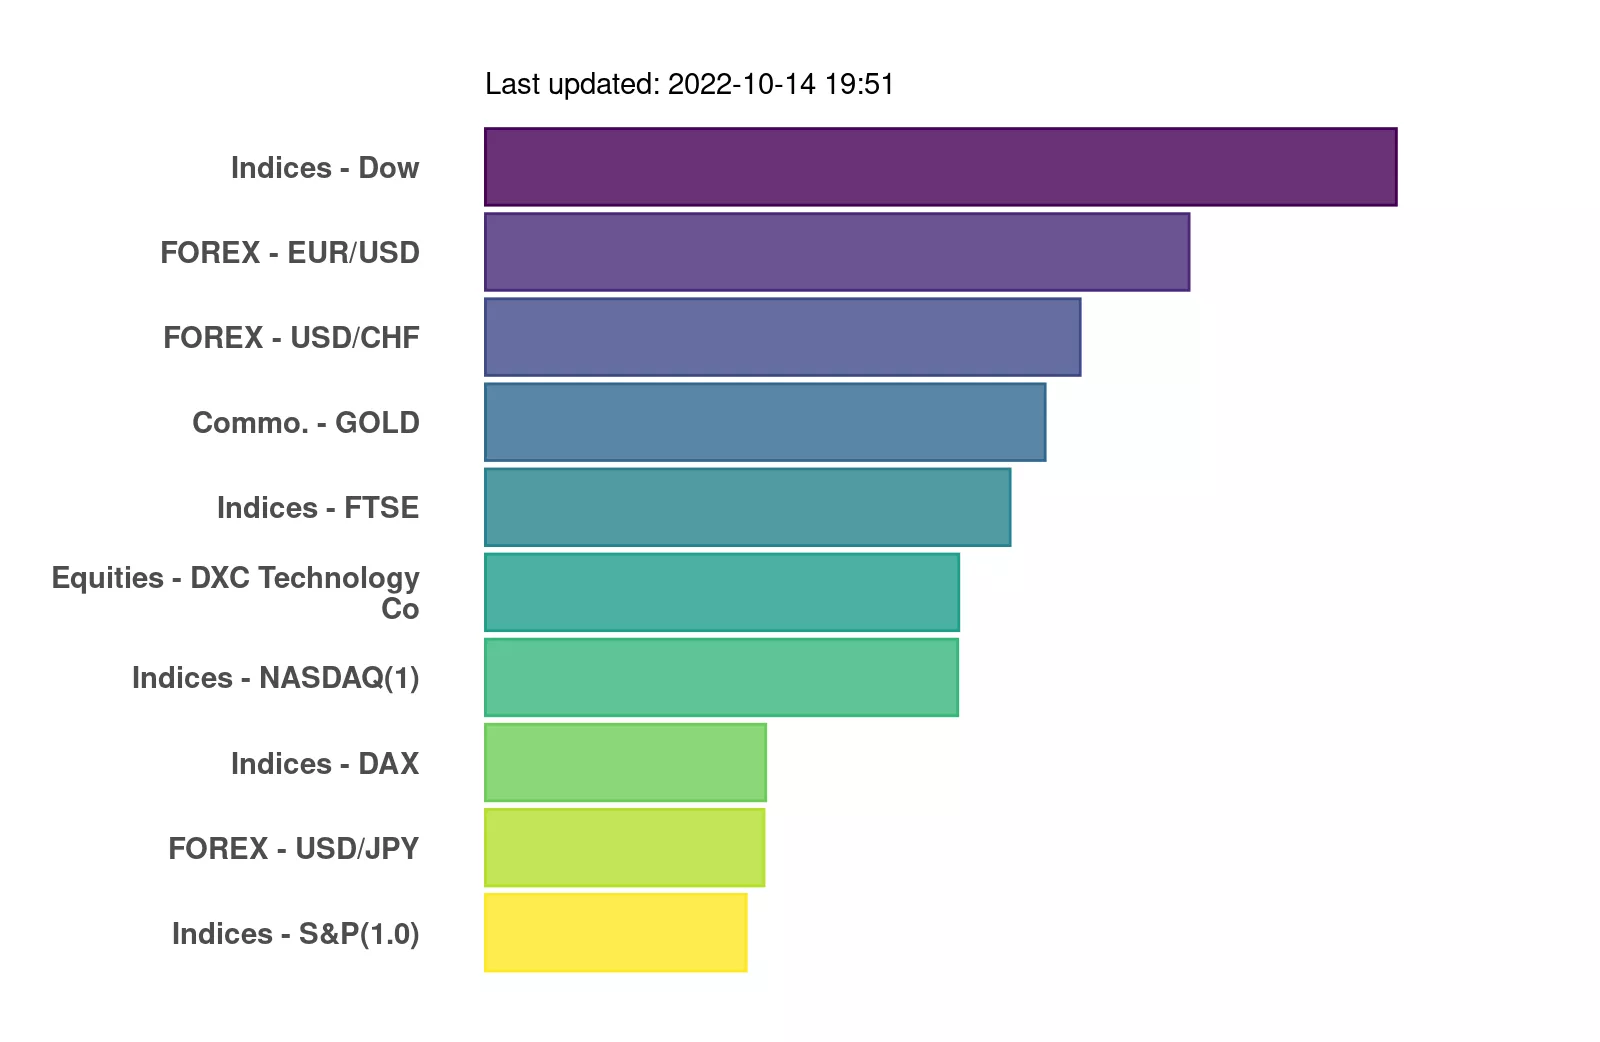 Last updated: 2022-10-14 19:51
Indices - Dow
FOREX - EUR/USD
FOREX - USD/CHF
Commo. - GOLD
Indices - FTSE
Equities - DXC Technology
Co
Indices - NASDAQ(1)
Indices - DAX
FOREX - USD/JPY
Indices - S&P(1.0)